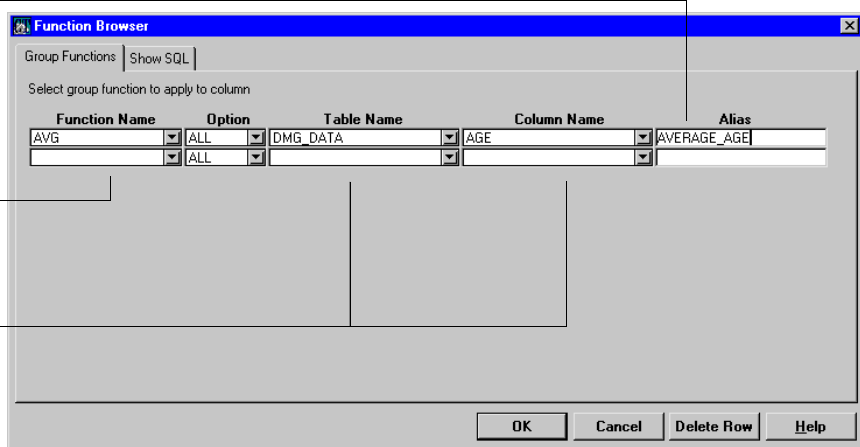 Function Browser
Group Functions Show SQL
Select group function to apply to column
Function Name Option Table Name Column Name Alias
AVG ALL DMG_DATA AGE AVERAGE_AGE
ALL
OK Cancel Delete Row Help